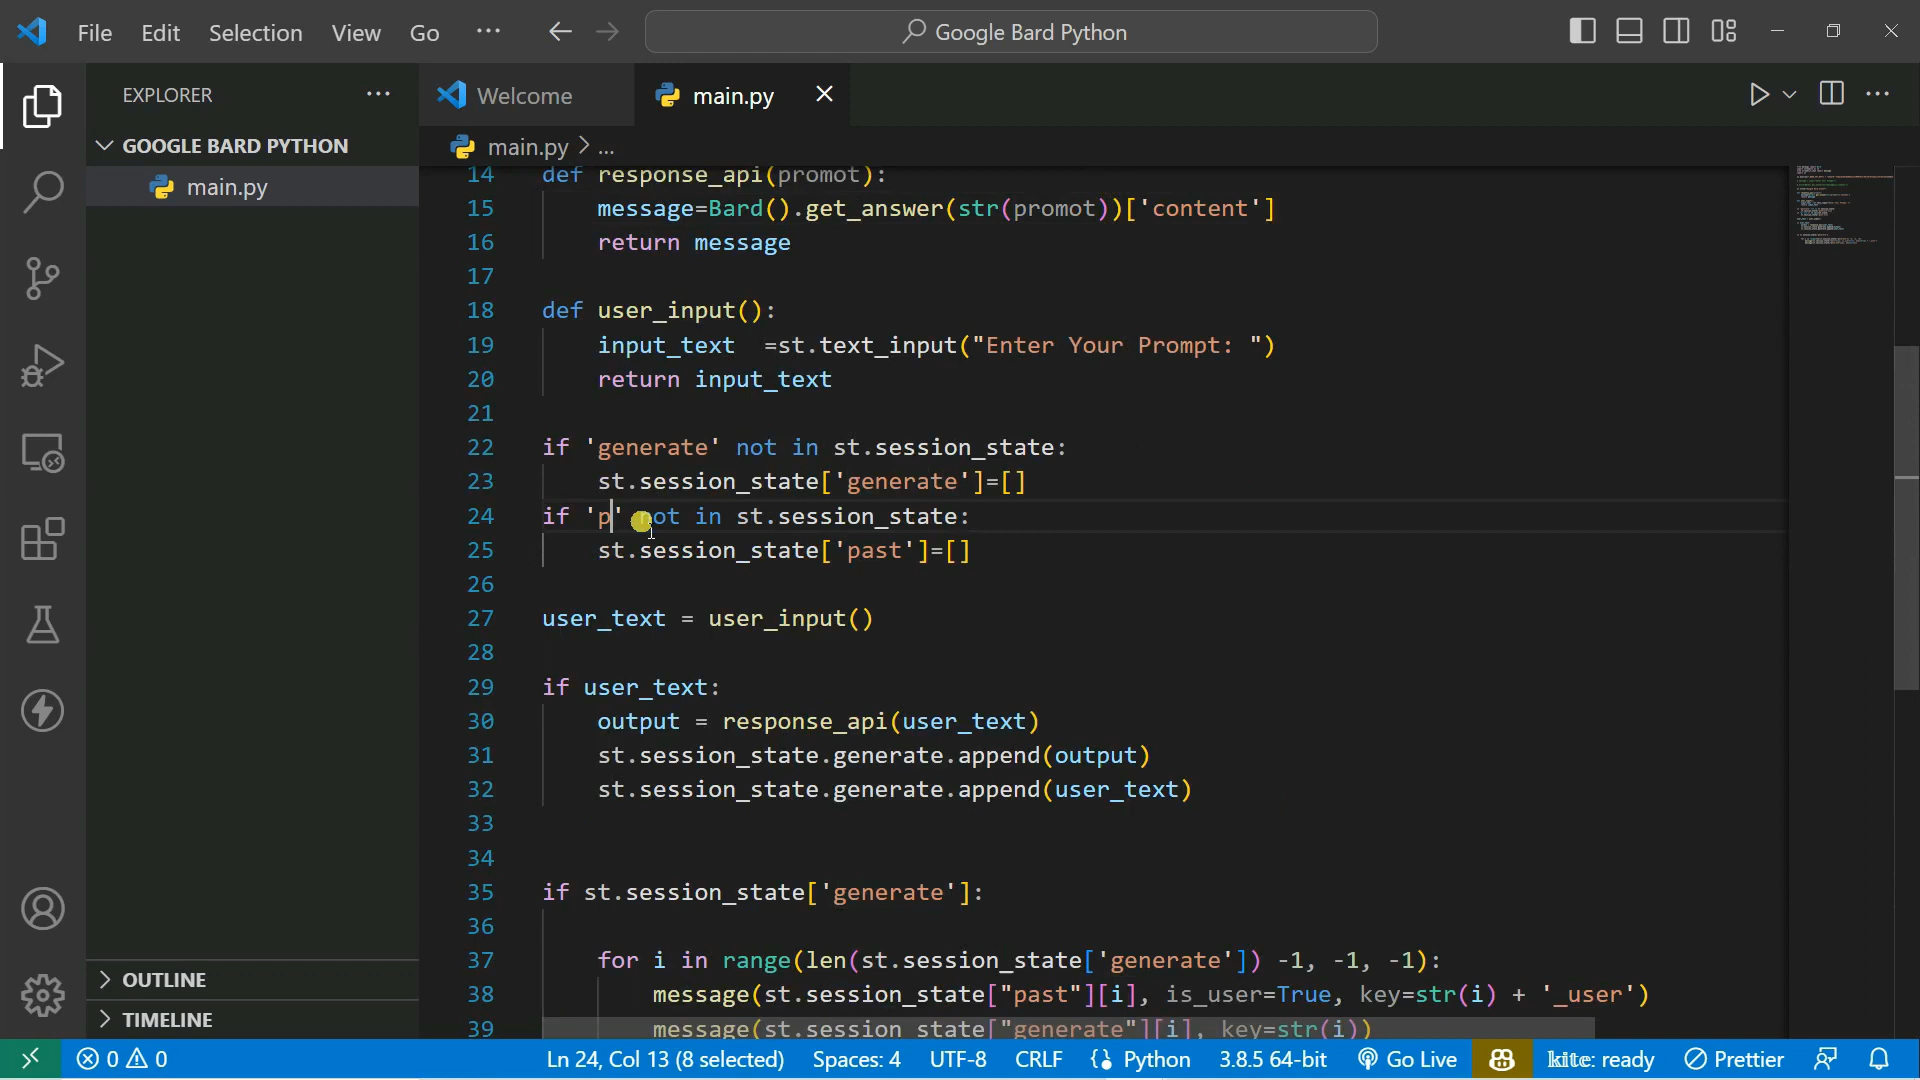 File Edit Selection View Go ··· Google Bard Python
EXPLORER ···
Welcome
main.py
GOOGLE BARD PYTHON
main.py > ...
main.py
14 def response_api(promot):
15 message=Bard().get_answer(str(promot))['content']
16 return message
17
18 def user_input():
19 input_text =st.text_input("Enter Your Prompt: ")
20 return input_text
21
22 if 'generate' not in st.session_state:
23 st.session_state['generate']=[]
24 if 'p' not in st.session_state:
25 st.session_state['past']=[]
26
27 user_text = user_input()
28
29 if user_text:
30 output = response_api(user_text)
31 st.session_state.generate.append(output)
32 st.session_state.generate.append(user_text)
33
34
35 if st.session_state['generate']:
36
37 for i in range(len(st.session_state['generate']) -1, -1, -1):
38 message(st.session_state["past"][i], is_user=True, key=str(i) + '_user')
39 message(st.session_state["generate"][i], key=str(i))
OUTLINE
TIMELINE
0 0 Ln 24, Col 13 (8 selected) Spaces: 4 UTF-8 CRLF Python 3.8.5 64-bit Go Live kite: ready Prettier